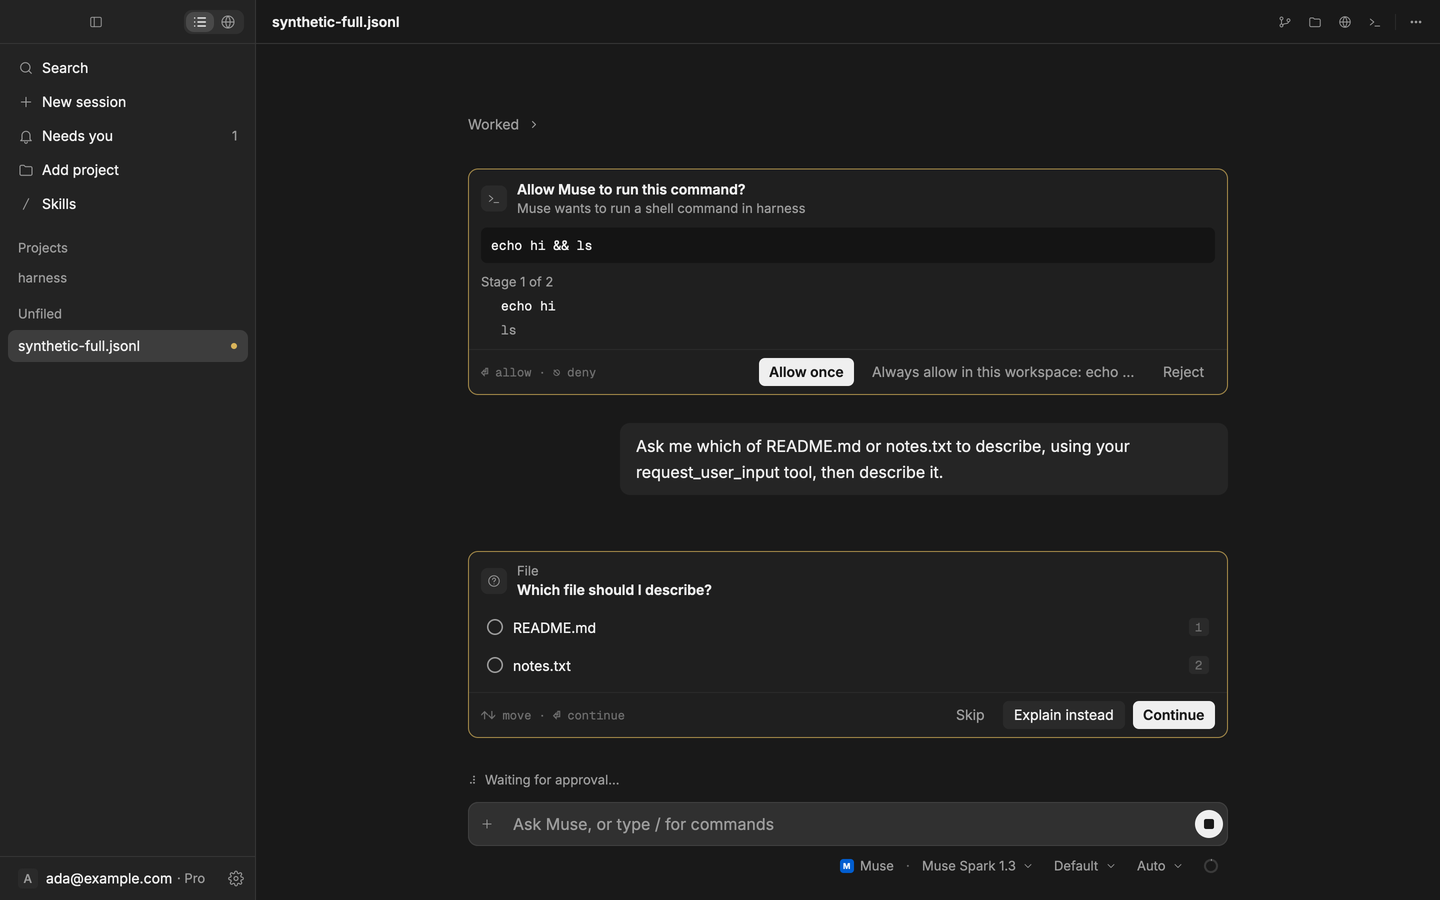 synthetic-full.jsonl
Search
New session
Needs you 1
Add project
Skills
Projects
harness
Unfiled
synthetic-full.jsonl
A ada@example.com · Pro
Worked
Allow Muse to run this command?
Muse wants to run a shell command in harness
echo hi && ls
Stage 1 of 2
echo hi
ls
allow · deny
Allow once
Always allow in this workspace: echo ...
Reject
Ask me which of README.md or notes.txt to describe, using your
request_user_input tool, then describe it.
File
Which file should I describe?
README.md 1
notes.txt 2
move · continue
Skip
Explain instead
Continue
Waiting for approval...
Ask Muse, or type / for commands
M Muse · Muse Spark 1.3 Default Auto